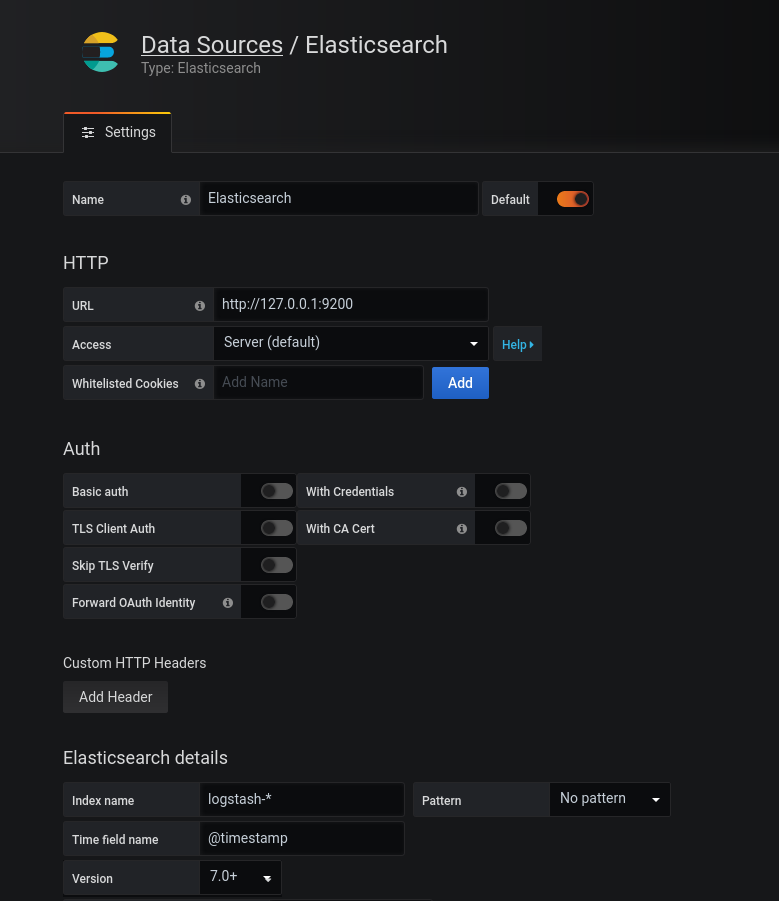 Data Sources / Elasticsearch
Type: Elasticsearch
Settings
Name Elasticsearch Default
HTTP
URL http://127.0.0.1:9200
Access Server (default) Help
Whitelisted Cookies Add Name Add
Auth
Basic auth With Credentials
TLS Client Auth With CA Cert
Skip TLS Verify
Forward OAuth Identity
Custom HTTP Headers
Add Header
Elasticsearch details
Index name logstash-* Pattern No pattern
Time field name @timestamp
Version 7.0+